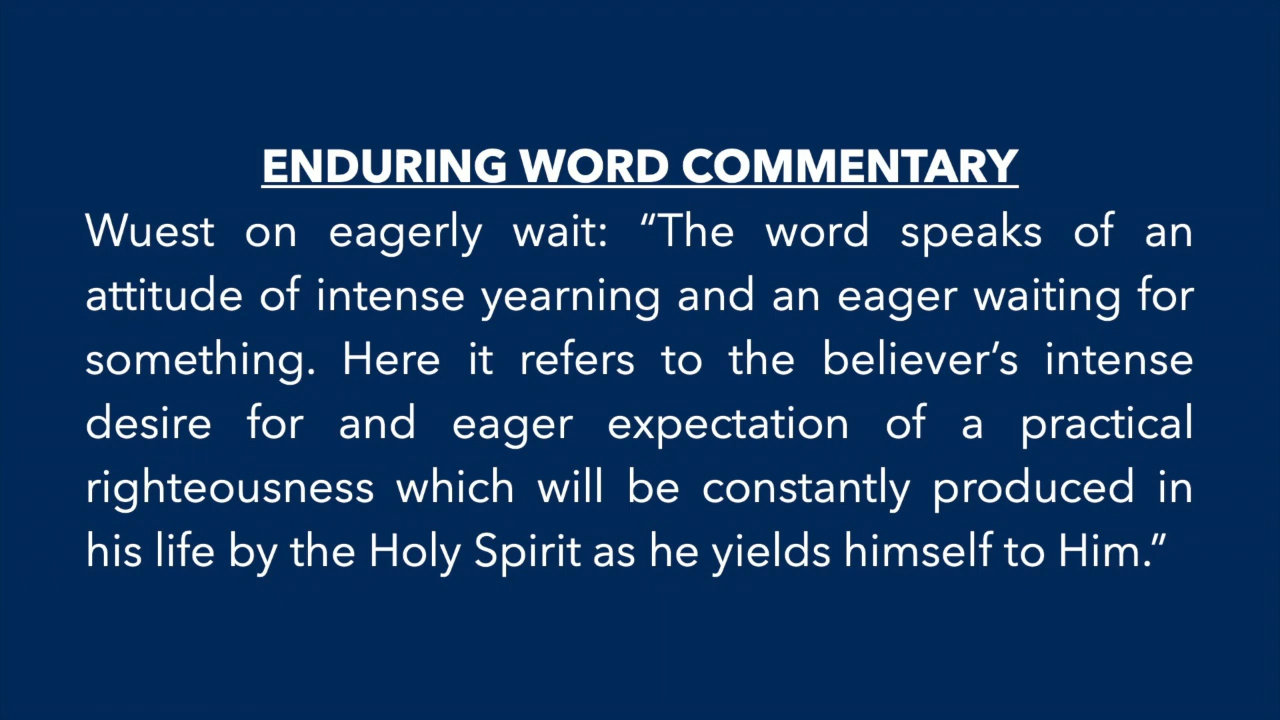 ENDURING WORD COMMENTARY
Wuest on eagerly wait: “The word speaks of an
attitude of intense yearning and an eager waiting for
something. Here it refers to the believer’s intense
desire for and eager expectation of a practical
righteousness which will be constantly produced in
his life by the Holy Spirit as he yields himself to Him.”